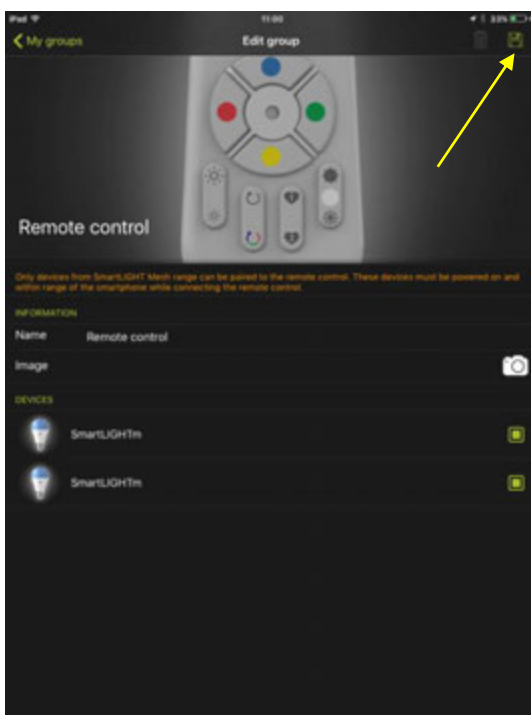 iPad 11:00 33%
My groups Edit group
Remote control
Only devices from SmartLIGHT Mesh range can be paired to the remote control. These devices must be powered on and
within range of the smartphone while connecting the remote control.
INFORMATION
Name Remote control
Image
DEVICES
SmartLIGHTm
SmartLIGHTm